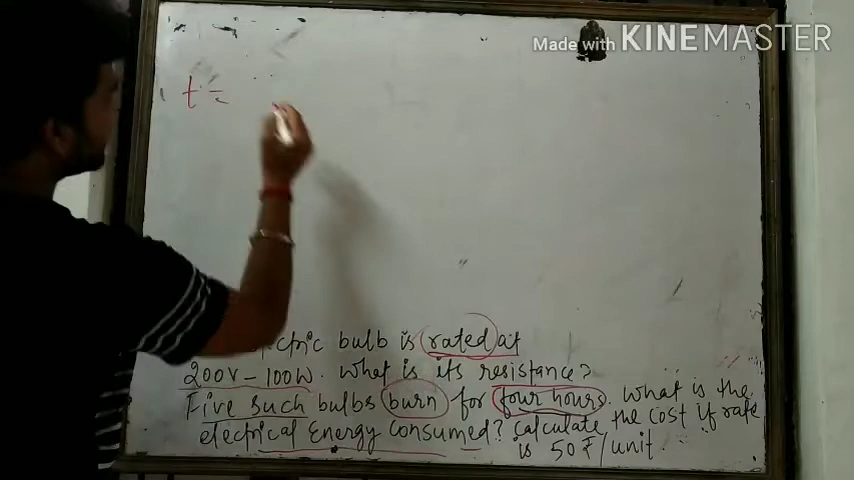 Made with KINEMASTER
t =
ctric bulb is rated at
200V - 100W. What is its resistance?
Five such bulbs burn for four hours. What is the
electrical Energy consumed? Calculate the cost if rate
is 50 ₹/unit.